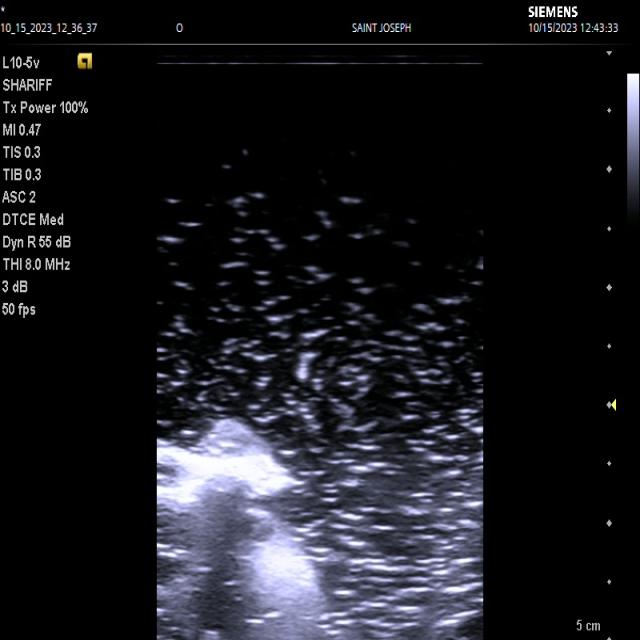 SIEMENS
10_15_2023_12_36_37 O SAINT JOSEPH 10/15/2023 12:43:33
L10-5v
SHARIFF
Tx Power 100%
MI 0.47
TIS 0.3
TIB 0.3
ASC 2
DTCE Med
Dyn R 55 dB
THI 8.0 MHz
3 dB
50 fps
5 cm